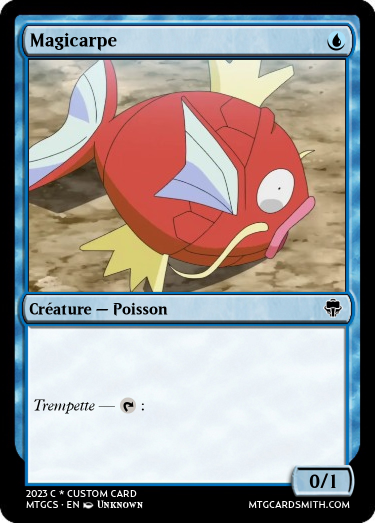 Magicarpe
Créature — Poisson
Trempette — :
0/1
2023 C * CUSTOM CARD
MTGCS • EN Unknown
MTGCARDSMITH.COM